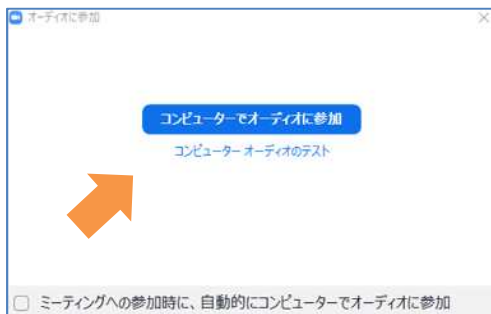 オーディオに参加
コンピューターでオーディオに参加
コンピューター オーディオのテスト
ミーティングへの参加時に、自動的にコンピューターでオーディオに参加